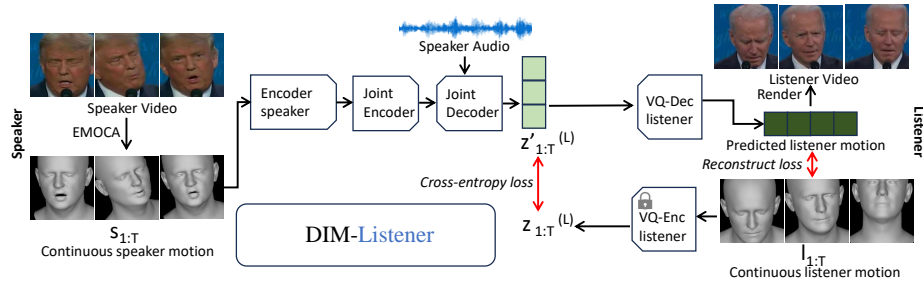 Speaker
Speaker Video
EMOCA
S1:T
Continuous speaker motion
Encoder
speaker
Joint
Encoder
Speaker Audio
Joint
Decoder
z'1:T(L)
Cross-entropy loss
z1:T(L)
DIM-Listener
VQ-Dec
listener
VQ-Enc
listener
Listener Video
Render
Predicted listener motion
Reconstruct loss
l1:T
Continuous listener motion
Listener